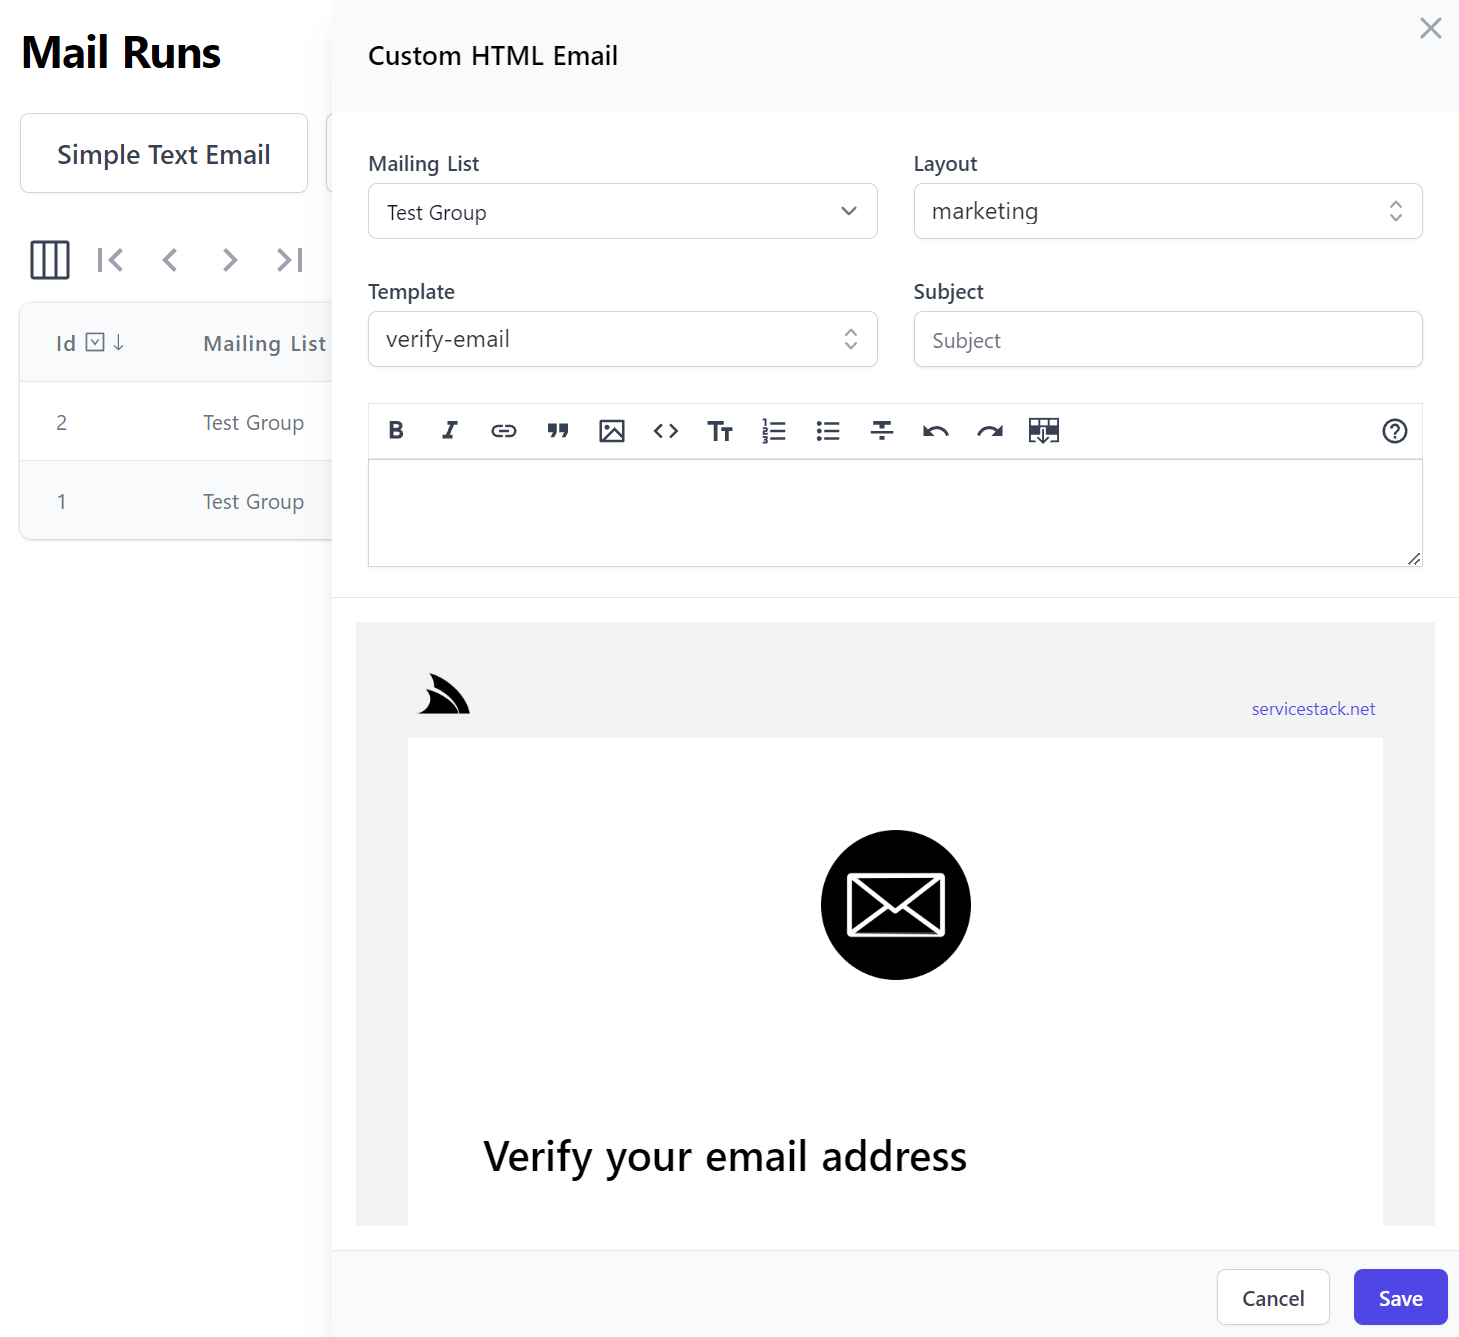 Mail Runs
Simple Text Email
Id
Mailing List
2
Test Group
1
Test Group
Custom HTML Email
Mailing List
Layout
Test Group
marketing
Template
Subject
verify-email
Subject
servicestack.net
Verify your email address
Cancel
Save